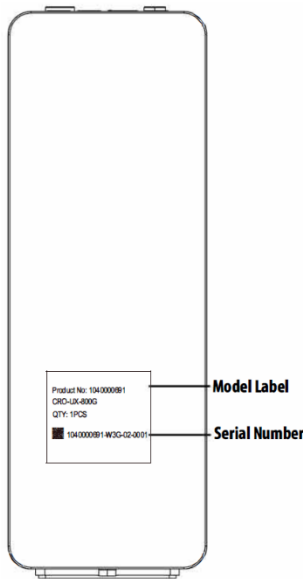 Product No: 1040000691
CRO-UX-800G
QTY: 1PCS
1040000691-W3G-02-0001
Model Label
Serial Number